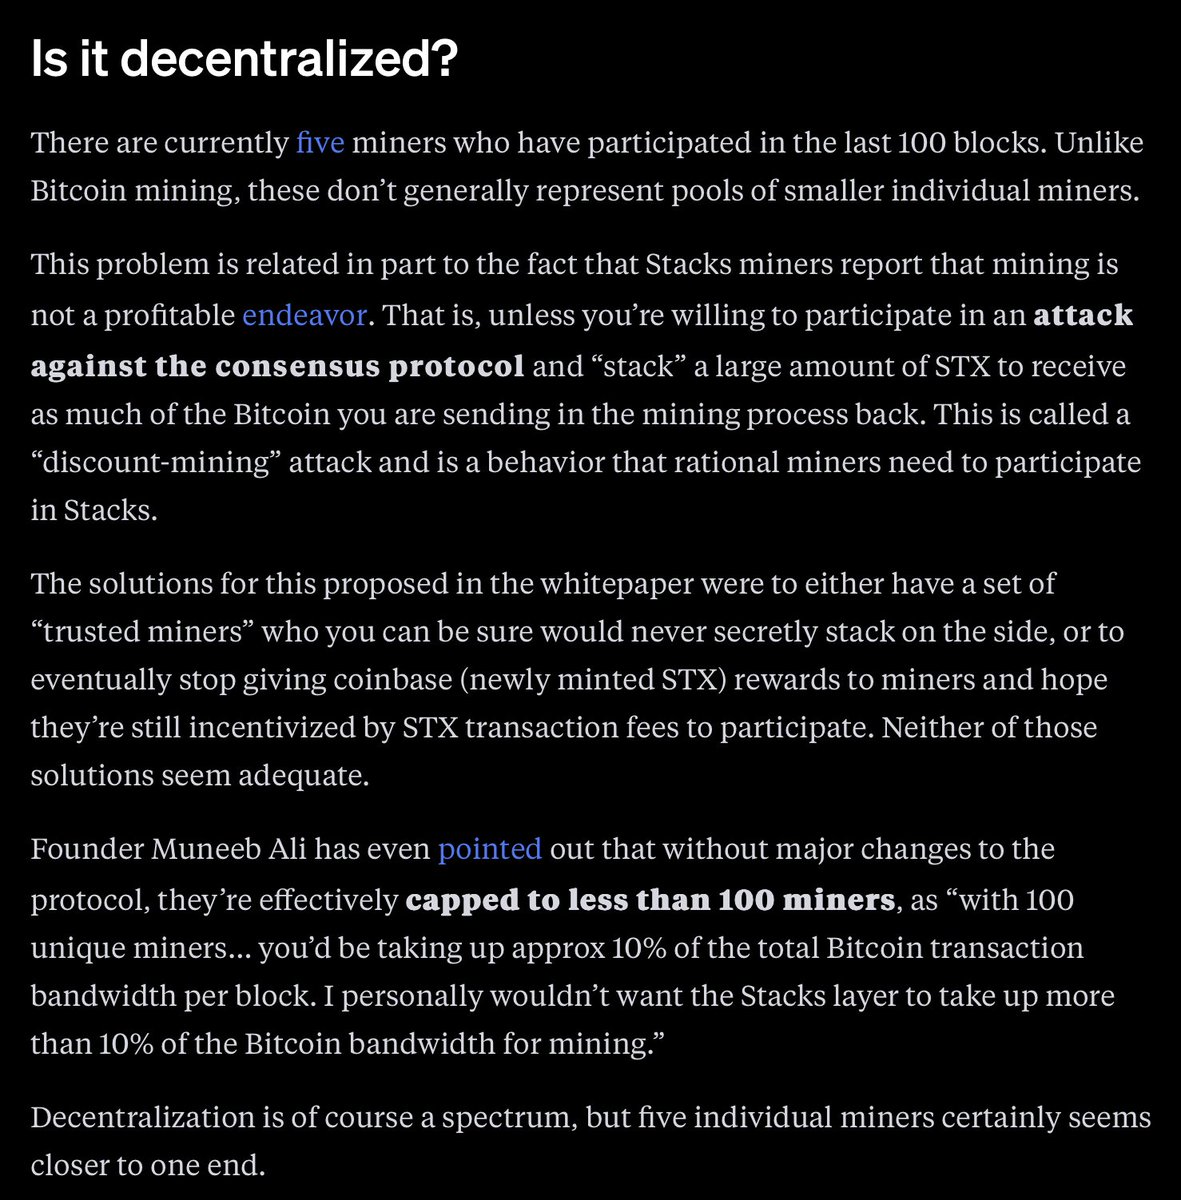 Is it decentralized?
There are currently five miners who have participated in the last 100 blocks. Unlike
Bitcoin mining, these don’t generally represent pools of smaller individual miners.
This problem is related in part to the fact that Stacks miners report that mining is
not a profitable endeavor. That is, unless you’re willing to participate in an attack
against the consensus protocol and “stack” a large amount of STX to receive
as much of the Bitcoin you are sending in the mining process back. This is called a
“discount-mining” attack and is a behavior that rational miners need to participate
in Stacks.
The solutions for this proposed in the whitepaper were to either have a set of
“trusted miners” who you can be sure would never secretly stack on the side, or to
eventually stop giving coinbase (newly minted STX) rewards to miners and hope
they’re still incentivized by STX transaction fees to participate. Neither of those
solutions seem adequate.
Founder Muneeb Ali has even pointed out that without major changes to the
protocol, they’re effectively capped to less than 100 miners, as “with 100
unique miners... you’d be taking up approx 10% of the total Bitcoin transaction
bandwidth per block. I personally wouldn’t want the Stacks layer to take up more
than 10% of the Bitcoin bandwidth for mining.”
Decentralization is of course a spectrum, but five individual miners certainly seems
closer to one end.